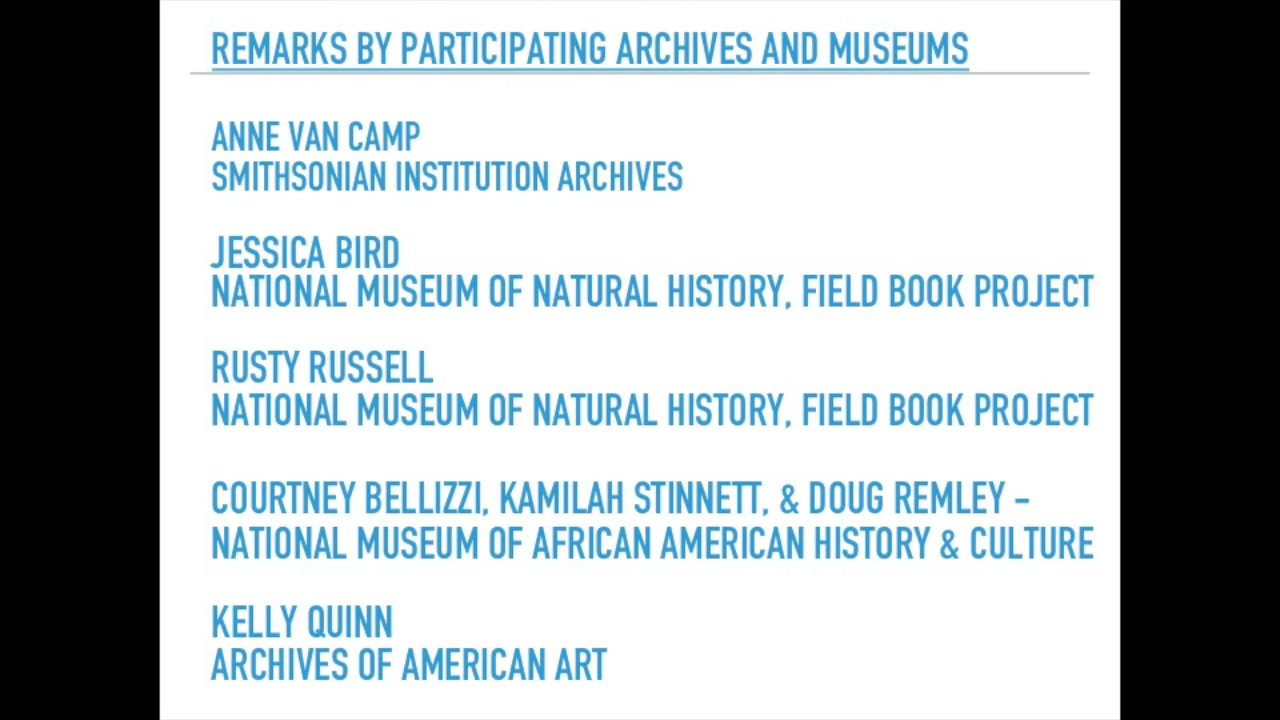 REMARKS BY PARTICIPATING ARCHIVES AND MUSEUMS
ANNE VAN CAMP
SMITHSONIAN INSTITUTION ARCHIVES
JESSICA BIRD
NATIONAL MUSEUM OF NATURAL HISTORY, FIELD BOOK PROJECT
RUSTY RUSSELL
NATIONAL MUSEUM OF NATURAL HISTORY, FIELD BOOK PROJECT
COURTNEY BELLIZZI, KAMILAH STINNETT, & DOUG REMLEY –
NATIONAL MUSEUM OF AFRICAN AMERICAN HISTORY & CULTURE
KELLY QUINN
ARCHIVES OF AMERICAN ART